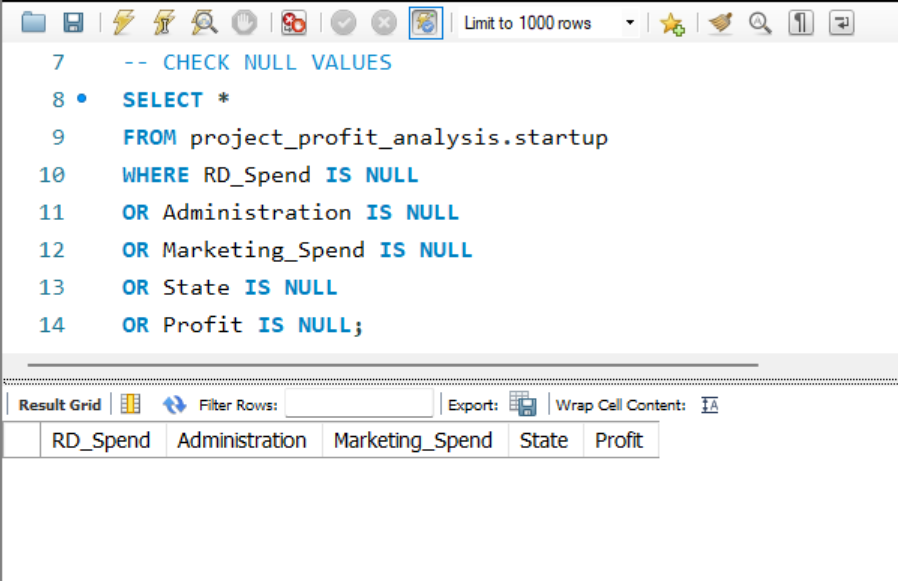 Limit to 1000 rows
7 -- CHECK NULL VALUES
8 SELECT *
9 FROM project_profit_analysis.startup
10 WHERE RD_Spend IS NULL
11 OR Administration IS NULL
12 OR Marketing_Spend IS NULL
13 OR State IS NULL
14 OR Profit IS NULL;
Result Grid Filter Rows: Export: Wrap Cell Content: IA
RD_Spend Administration Marketing_Spend State Profit